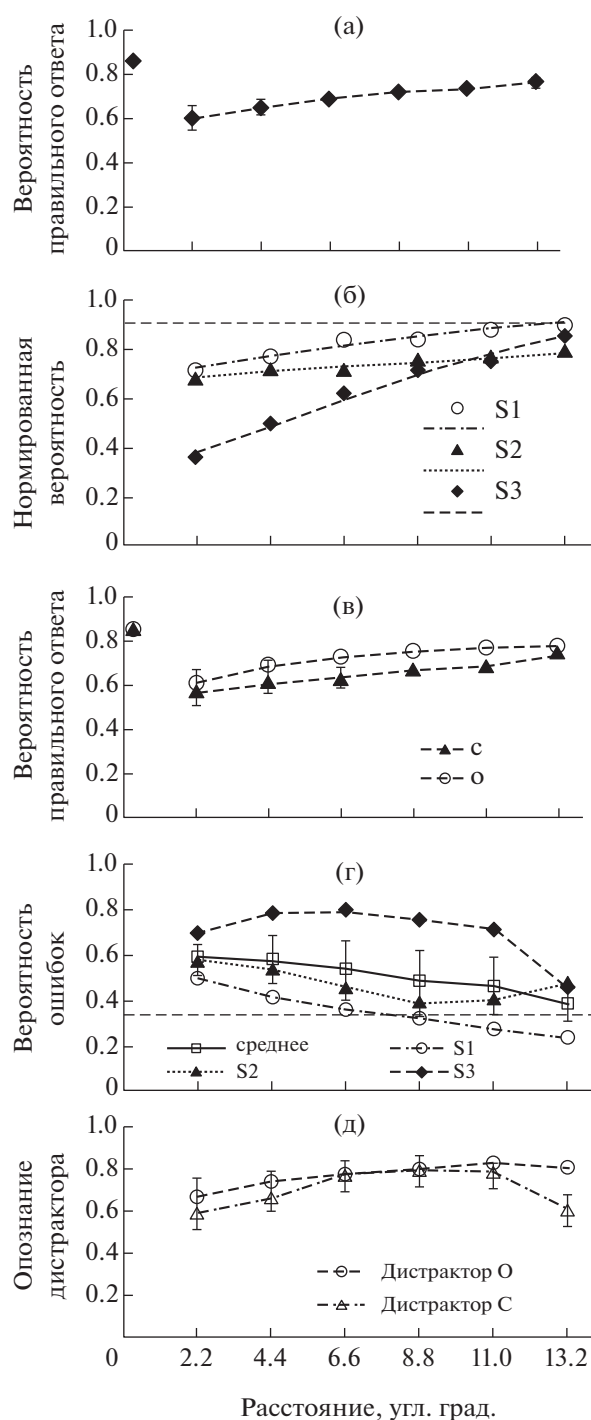 (а)
Вероятность
правильного ответа
1.0
0.8
0.6
0.4
0.2
0
(б)
Нормированная
вероятность
1.0
0.8
0.6
0.4
0.2
0
S1
S2
S3
(в)
Вероятность
правильного ответа
1.0
0.8
0.6
0.4
0.2
0
с
о
(г)
Вероятность
ошибок
1.0
0.8
0.6
0.4
0.2
среднее
S1
S2
S3
(д)
Опознание
дистрактора
1.0
0.8
0.6
0.4
0.2
Дистрактор О
Дистрактор С
0 2.2 4.4 6.6 8.8 11.0 13.2
Расстояние, угл. град.